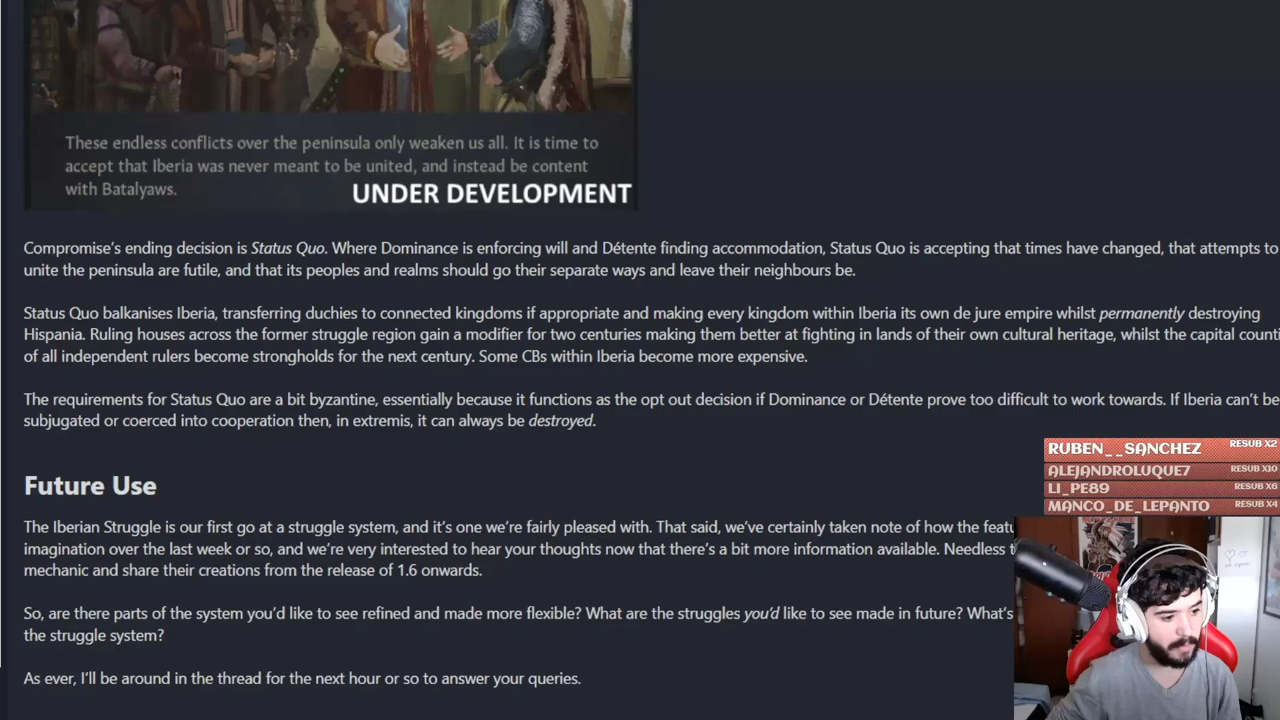 These endless conflicts over the peninsula only weaken us all. It is time to
accept that Iberia was never meant to be united, and instead be content
with Batalyaws.
UNDER DEVELOPMENT
Compromise's ending decision is Status Quo. Where Dominance is enforcing will and Détente finding accommodation, Status Quo is accepting that times have changed, that attempts to
unite the peninsula are futile, and that its peoples and realms should go their separate ways and leave their neighbours be.
Status Quo balkanises Iberia, transferring duchies to connected kingdoms if appropriate and making every kingdom within Iberia its own de jure empire whilst permanently destroying
Hispania. Ruling houses across the former struggle region gain a modifier for two centuries making them better at fighting in lands of their own cultural heritage, whilst the capital counti
of all independent rulers become strongholds for the next century. Some CBs within Iberia become more expensive.
The requirements for Status Quo are a bit byzantine, essentially because it functions as the opt out decision if Dominance or Détente prove too difficult to work towards. If Iberia can't be
subjugated or coerced into cooperation then, in extremis, it can always be destroyed.
Future Use
The Iberian Struggle is our first go at a struggle system, and it's one we're fairly pleased with. That said, we've certainly taken note of how the featu
imagination over the last week or so, and we're very interested to hear your thoughts now that there's a bit more information available. Needless t
mechanic and share their creations from the release of 1.6 onwards.
So, are there parts of the system you'd like to see refined and made more flexible? What are the struggles you'd like to see made in future? What's
the struggle system?
As ever, I'll be around in the thread for the next hour or so to answer your queries.
RUBEN__SANCHEZ RESUB X2
ALEJANDROLUQUE7 RESUB X10
LI_PE89 RESUB X6
MANCO_DE_LEPANTO RESUB X4